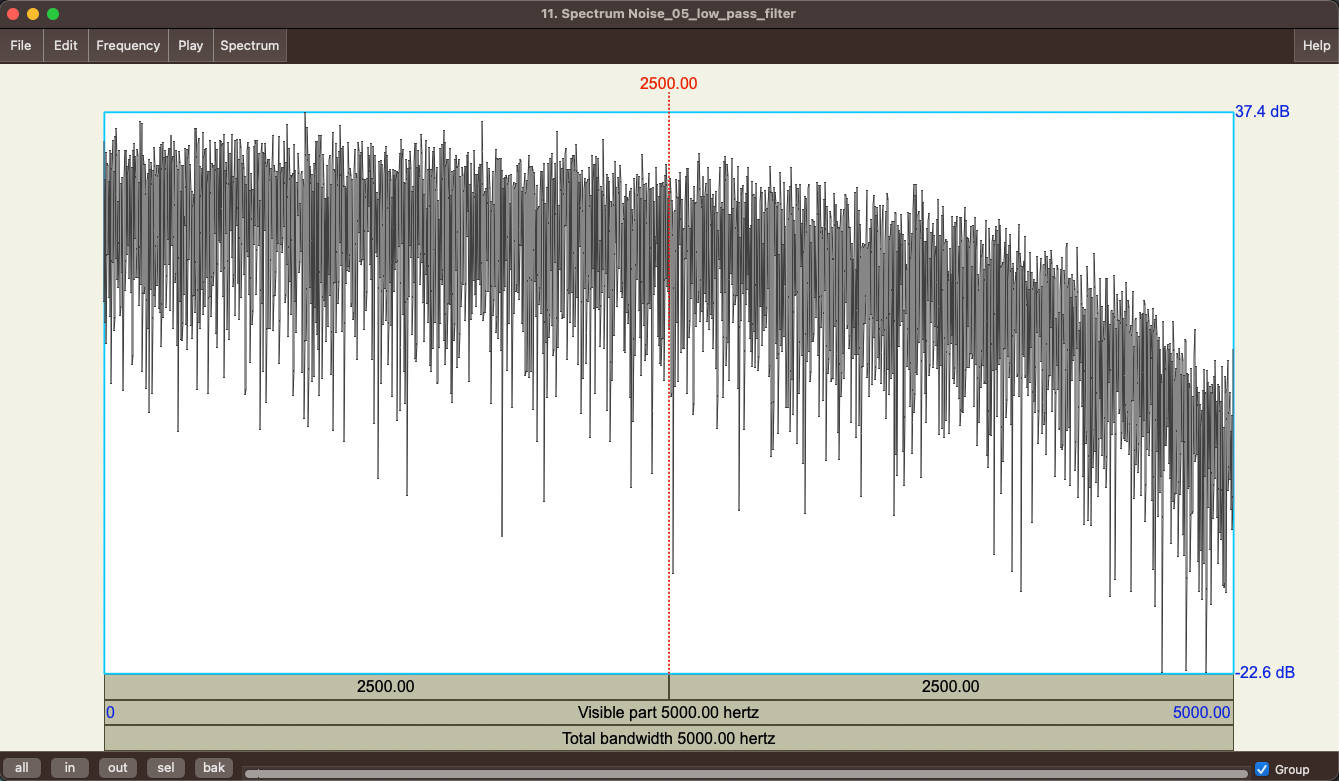 11. Spectrum Noise_05_low_pass_filter
File Edit Frequency Play Spectrum Help
2500.00
37.4 dB
-22.6 dB
2500.00 2500.00
0 Visible part 5000.00 hertz 5000.00
Total bandwidth 5000.00 hertz
all in out sel bak Group